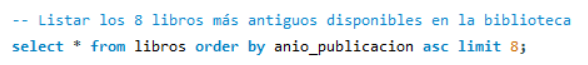 -- Listar los 8 libros más antiguos disponibles en la biblioteca
select * from libros order by anio_publicacion asc limit 8;